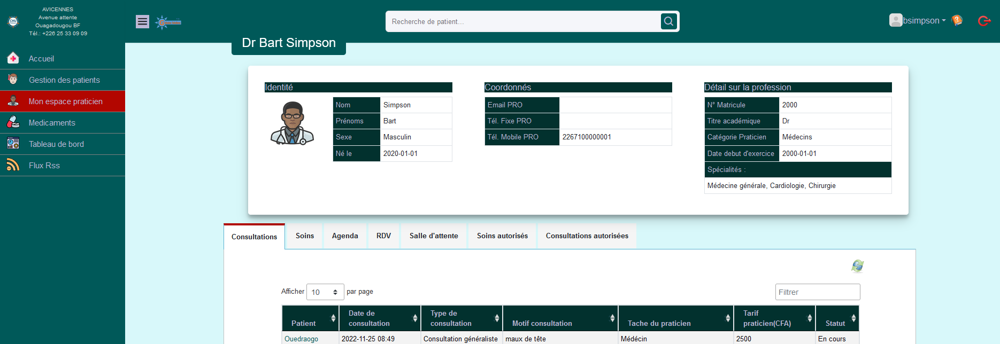 AVICENNES
Avenue attente
Ouagadougou BF
Tél.: +226 25 33 09 09
Recherche de patient...
bsimpson
Accueil
Gestion des patients
Mon espace praticien
Medicaments
Tableau de bord
Flux Rss
Dr Bart Simpson
Identité
Nom Simpson
Prénoms Bart
Sexe Masculin
Né le 2020-01-01
Coordonnés
Email PRO
Tél. Fixe PRO
Tél. Mobile PRO 2267100000001
Détail sur la profession
N° Matricule 2000
Titre académique Dr
Catégorie Praticien Médecins
Date debut d'exercice 2000-01-01
Spécialités :
Médecine générale, Cardiologie, Chirurgie
Consultations Soins Agenda RDV Salle d'attente Soins autorisés Consultations autorisées
Afficher 10 par page
Filtrer
Patient
Date de
consultation
Type de
consultation
Motif consultation
Tache du praticien
Tarif
praticien(CFA)
Statut
Ouedraogo 2022-11-25 08:49 Consultation généraliste maux de tête Médécin 2500 En cours